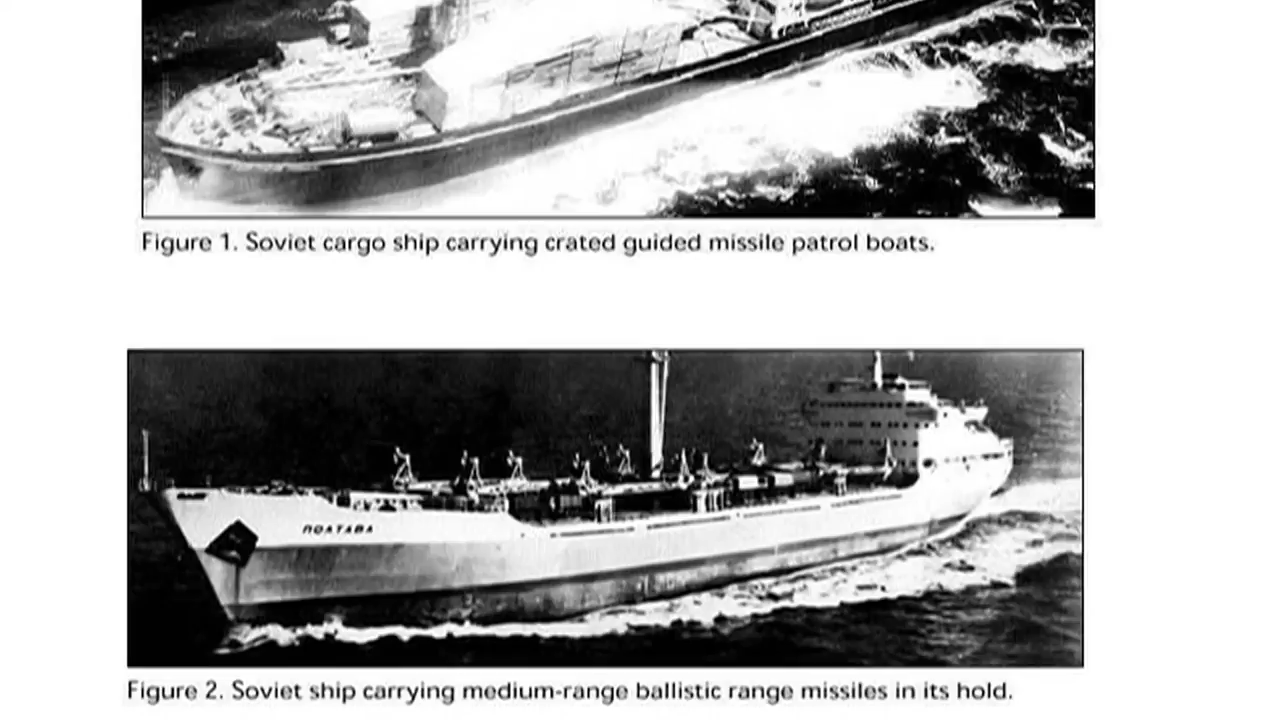 Figure 1. Soviet cargo ship carrying crated guided missile patrol boats.
ПОЛТАВА
Figure 2. Soviet ship carrying medium-range ballistic range missiles in its hold.